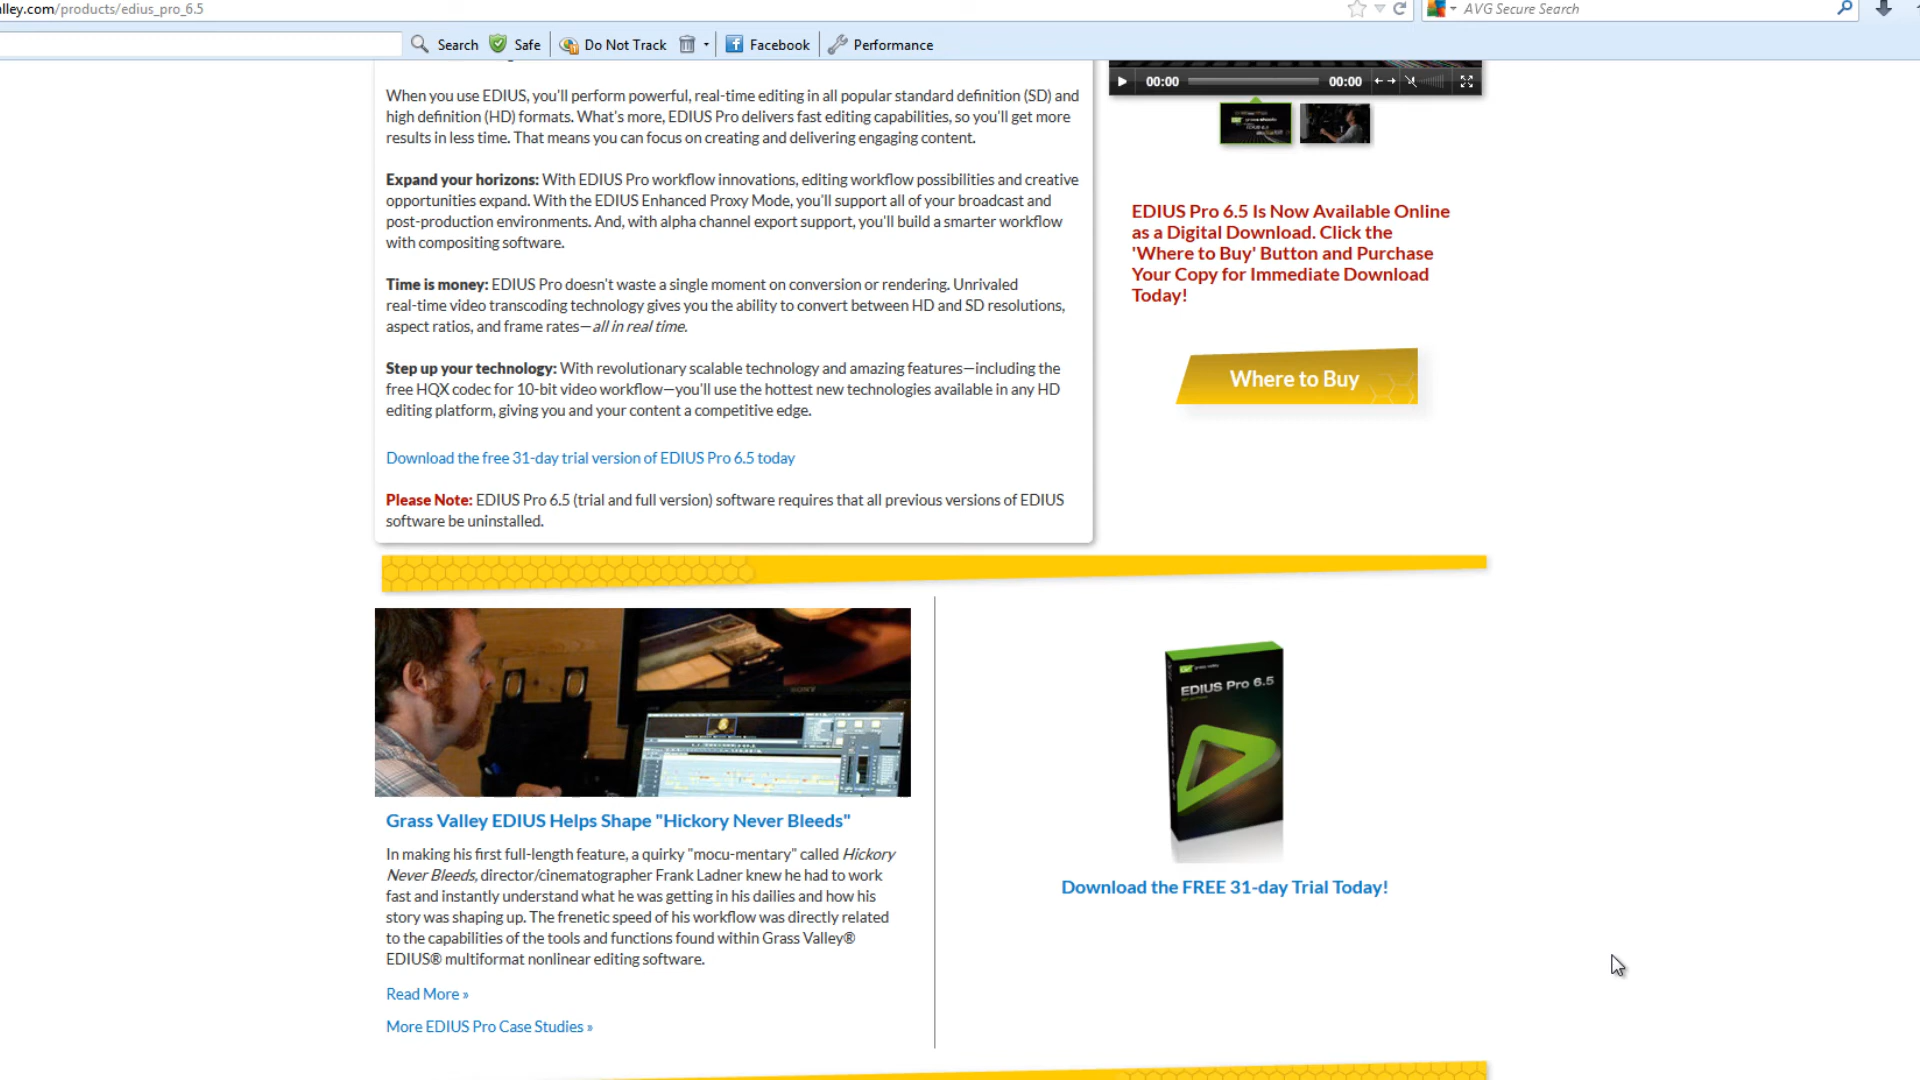 lley.com/products/edius_pro_6.5
AVG Secure Search
Search Safe Do Not Track Facebook Performance
When you use EDIUS, you'll perform powerful, real-time editing in all popular standard definition (SD) and
high definition (HD) formats. What's more, EDIUS Pro delivers fast editing capabilities, so you'll get more
results in less time. That means you can focus on creating and delivering engaging content.
Expand your horizons: With EDIUS Pro workflow innovations, editing workflow possibilities and creative
opportunities expand. With the EDIUS Enhanced Proxy Mode, you'll support all of your broadcast and
post-production environments. And, with alpha channel export support, you'll build a smarter workflow
with compositing software.
Time is money: EDIUS Pro doesn't waste a single moment on conversion or rendering. Unrivaled
real-time video transcoding technology gives you the ability to convert between HD and SD resolutions,
aspect ratios, and frame rates—all in real time.
Step up your technology: With revolutionary scalable technology and amazing features—including the
free HQX codec for 10-bit video workflow—you'll use the hottest new technologies available in any HD
editing platform, giving you and your content a competitive edge.
Download the free 31-day trial version of EDIUS Pro 6.5 today
Please Note: EDIUS Pro 6.5 (trial and full version) software requires that all previous versions of EDIUS
software be uninstalled.
00:00 00:00
EDIUS Pro 6.5 Is Now Available Online
as a Digital Download. Click the
'Where to Buy' Button and Purchase
Your Copy for Immediate Download
Today!
Where to Buy
SONY
Grass Valley EDIUS Helps Shape "Hickory Never Bleeds"
In making his first full-length feature, a quirky "mocu-mentary" called Hickory
Never Bleeds, director/cinematographer Frank Ladner knew he had to work
fast and instantly understand what he was getting in his dailies and how his
story was shaping up. The frenetic speed of his workflow was directly related
to the capabilities of the tools and functions found within Grass Valley®
EDIUS® multiformat nonlinear editing software.
Read More »
More EDIUS Pro Case Studies »
grass valley
EDIUS Pro 6.5
EDIUS Pro 6.5
Download the FREE 31-day Trial Today!